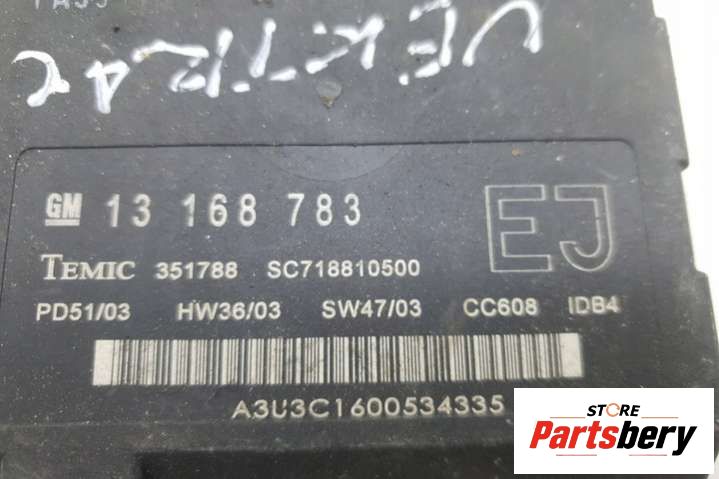 VEKTRA C
GM 13 168 783 EJ
TEMIC 351788 SC718810500
PD51/03 HW36/03 SW47/03 CC608 IDB4
A3U3C1600534335
STORE
Partsbery